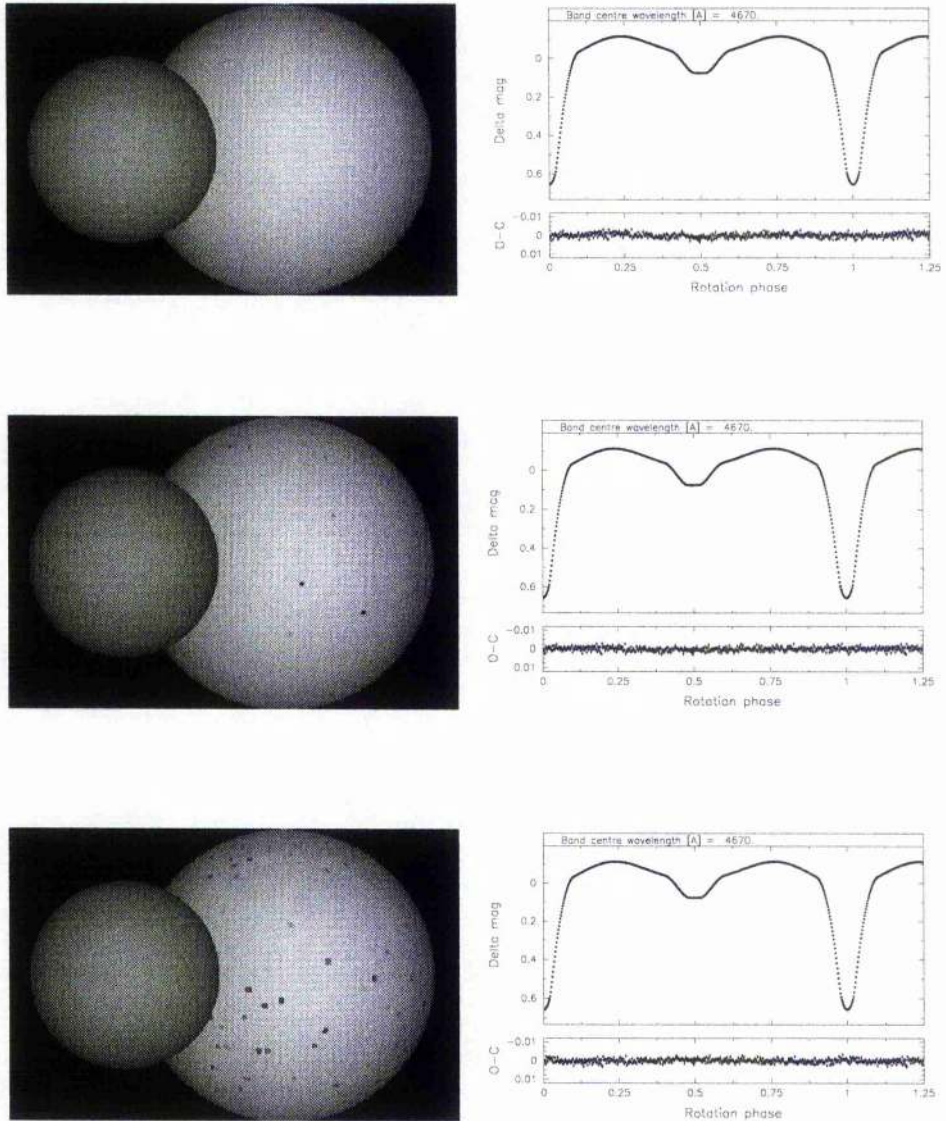 Band centre wavelength [A] = 4670.
0
0.2
0.4
0.6
Delta mag
-0.01
0
0.01
O-C
0 0.25 0.5 0.75 1 1.25
Rotation phase
Band centre wavelength [A] = 4670.
0
0.2
0.4
0.6
Delta mag
-0.01
0
0.01
O-C
0 0.25 0.5 0.75 1 1.25
Rotation phase
Band centre wavelength [A] = 4670.
0
0.2
0.4
0.6
Delta mag
-0.01
0
0.01
O-C
0 0.25 0.5 0.75 1 1.25
Rotation phase